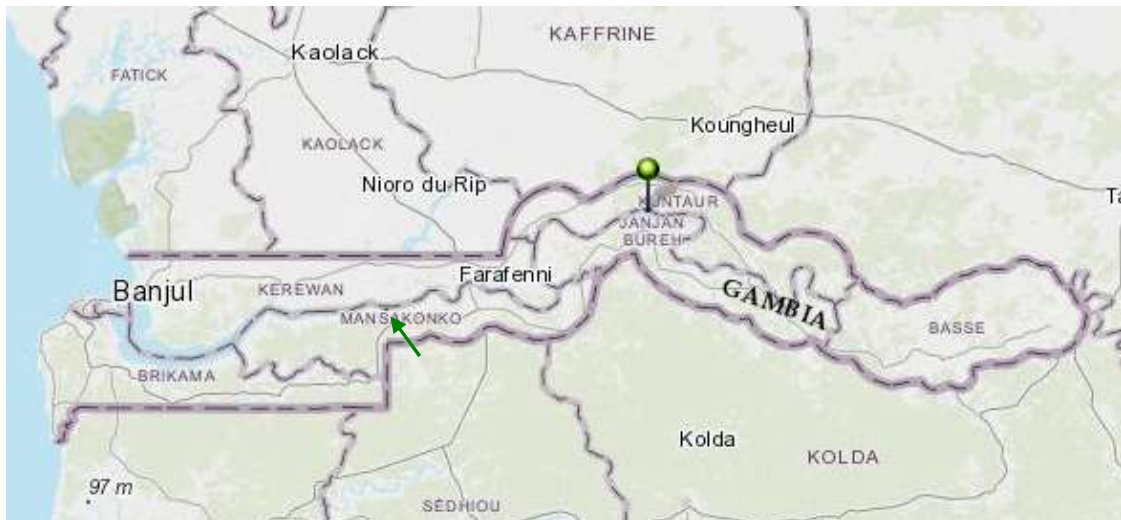 KAFFRINE
Kaolack
FATICK
Koungheul
KAOLACK
Nioro du Rip
Ta
KUNTAUR
JANJAN
BUREH
Farafenni
Banjul
KEREWAN
GAMBIA
MANSAKONKO
BASSE
BRIKAMA
Kolda
KOLDA
97 m
SÉDHIOU